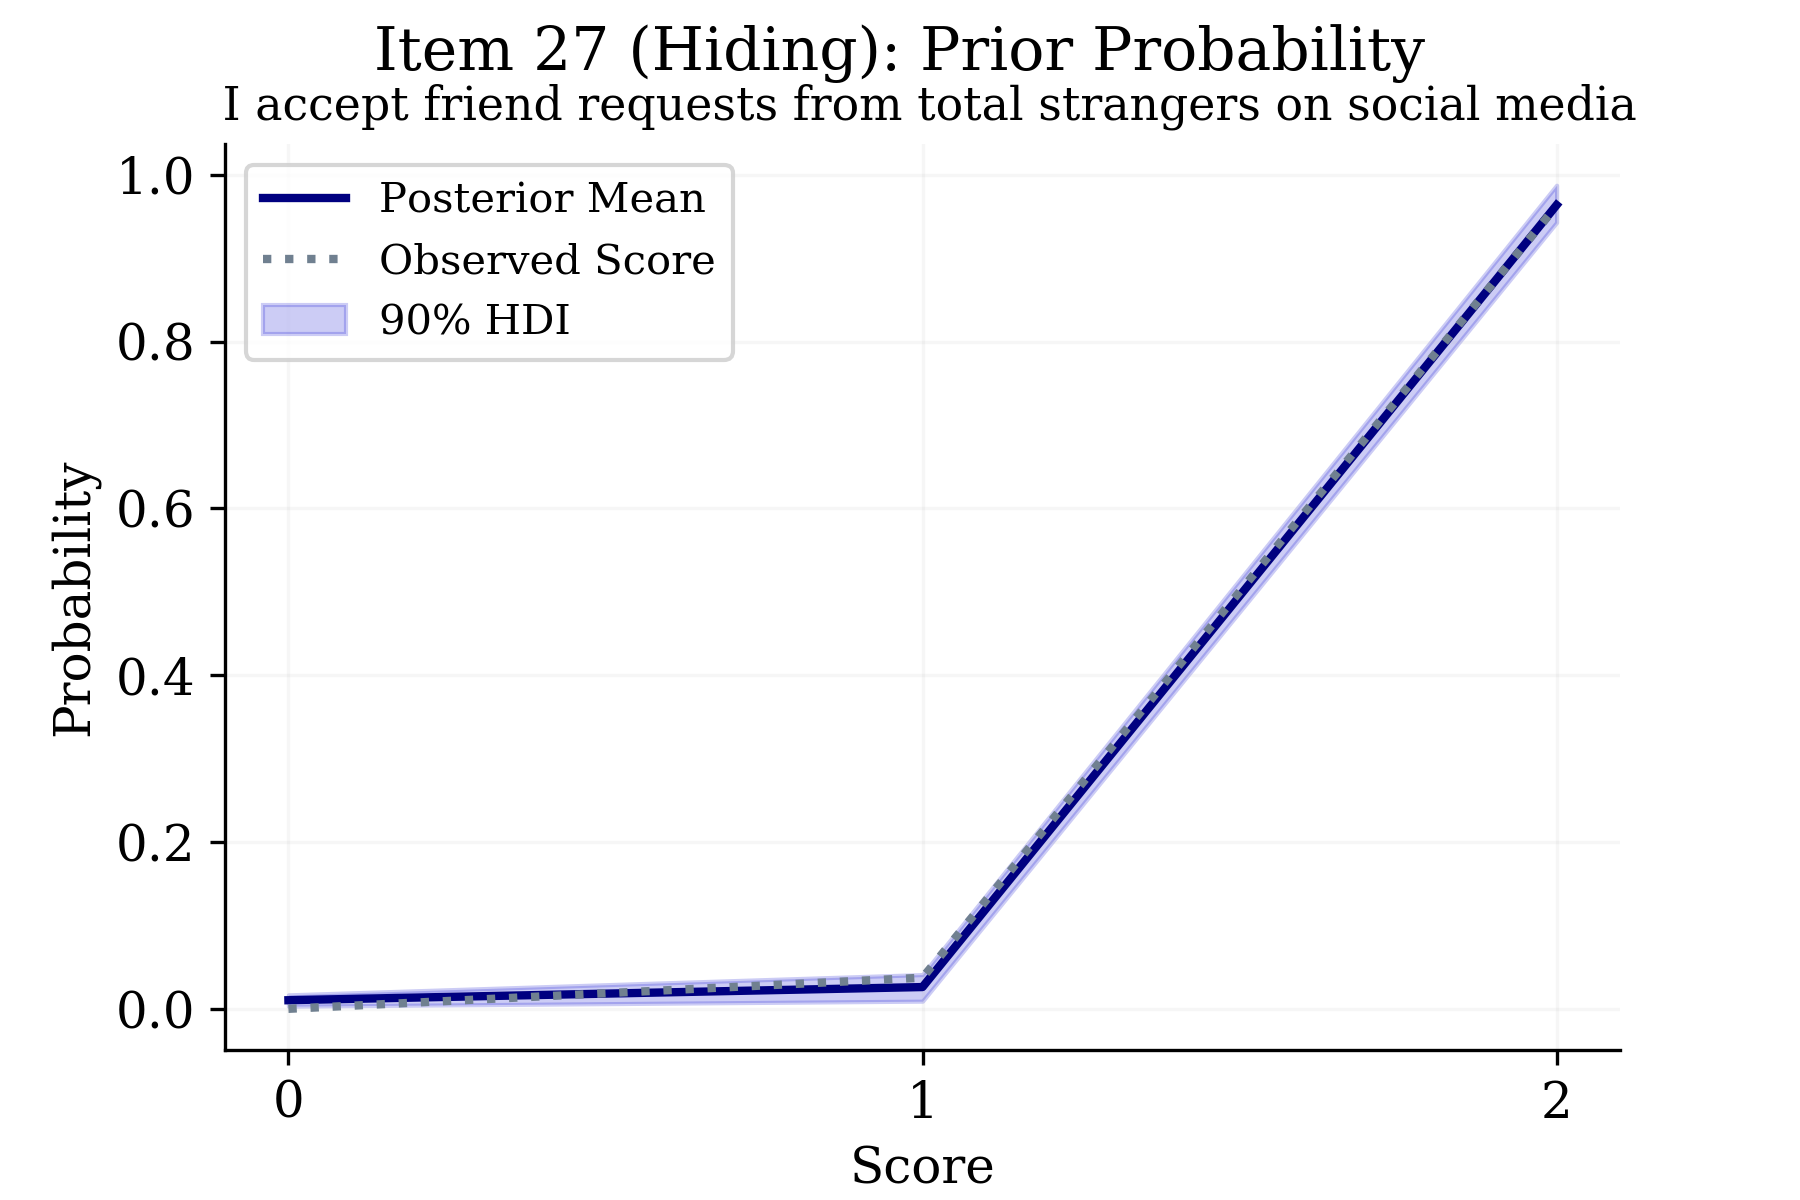 Item 27 (Hiding): Prior Probability
I accept friend requests from total strangers on social media
Posterior Mean
Observed Score
90% HDI
1.0
0.8
0.6
0.4
0.2
0.0
Probability
0
1
2
Score